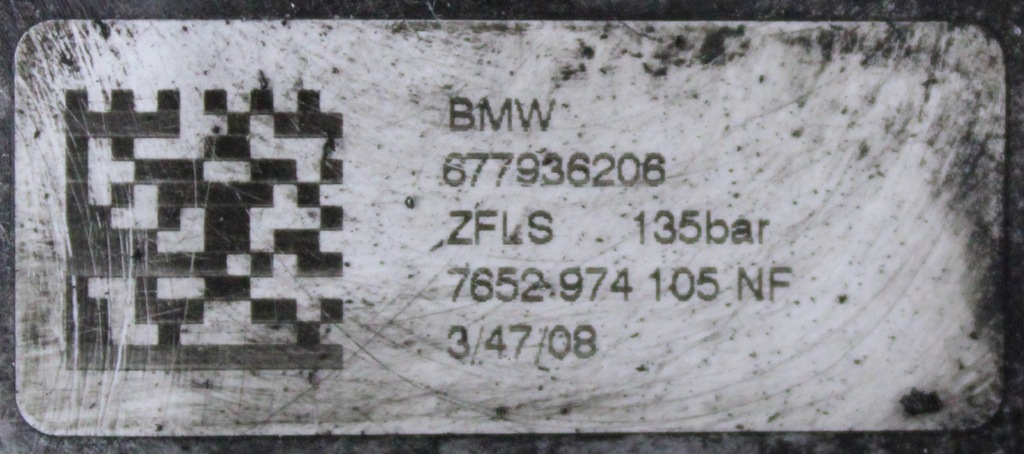 BMW
677936206
ZFLS 135bar
7652 974 105 NF
3/47/08